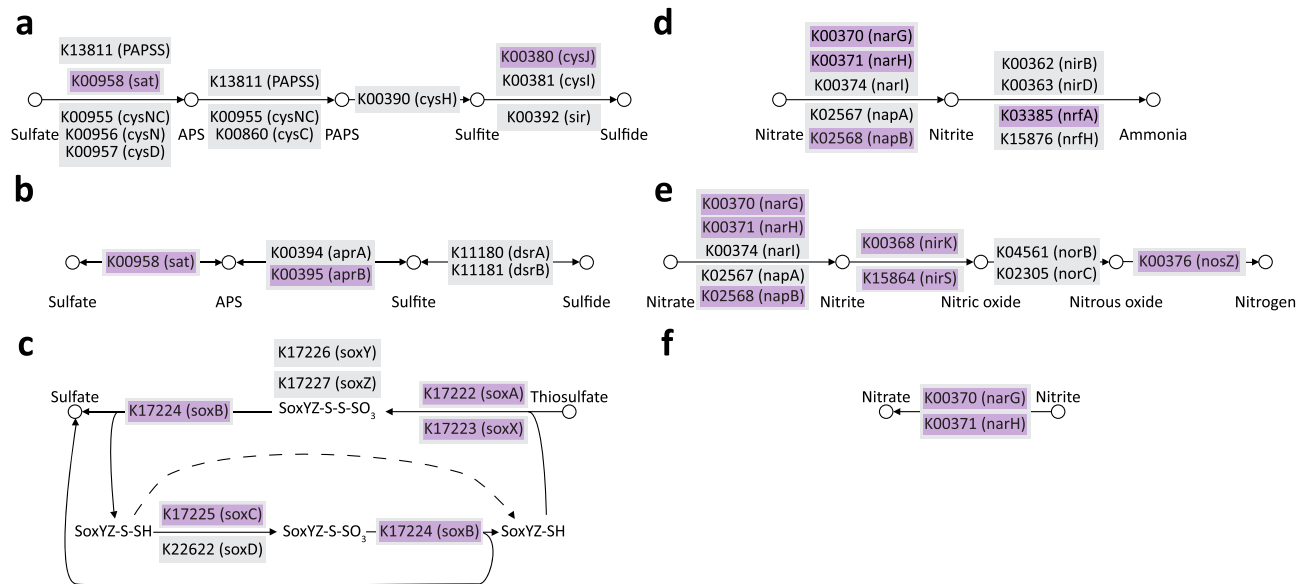 a
K13811 (PAPSS)
K00958 (sat)
K00955 (cysNC)
K00956 (cysN)
K00957 (cysD)
K13811 (PAPSS)
K00955 (cysNC)
K00860 (cysC)
K00390 (cysH)
K00380 (cysJ)
K00381 (cysI)
K00392 (sir)
Sulfate
APS
PAPS
Sulfite
Sulfide
b
K00958 (sat)
K00394 (aprA)
K00395 (aprB)
K11180 (dsrA)
K11181 (dsrB)
Sulfate
APS
Sulfite
Sulfide
c
K17226 (soxY)
K17227 (soxZ)
Sulfate
K17224 (soxB)
SoxYZ-S-S-SO3
K17222 (soxA)
K17223 (soxX)
Thiosulfate
SoxYZ-S-SH
K17225 (soxC)
K22622 (soxD)
SoxYZ-S-SO3
K17224 (soxB)
SoxYZ-SH
d
K00370 (narG)
K00371 (narH)
K00374 (narI)
K02567 (napA)
K02568 (napB)
K00362 (nirB)
K00363 (nirD)
K03385 (nrfA)
K15876 (nrfH)
Nitrate
Nitrite
Ammonia
e
K00370 (narG)
K00371 (narH)
K00374 (narI)
K02567 (napA)
K02568 (napB)
K00368 (nirK)
K15864 (nirS)
K04561 (norB)
K02305 (norC)
K00376 (nosZ)
Nitrate
Nitrite
Nitric oxide
Nitrous oxide
Nitrogen
f
Nitrate
K00370 (narG)
K00371 (narH)
Nitrite